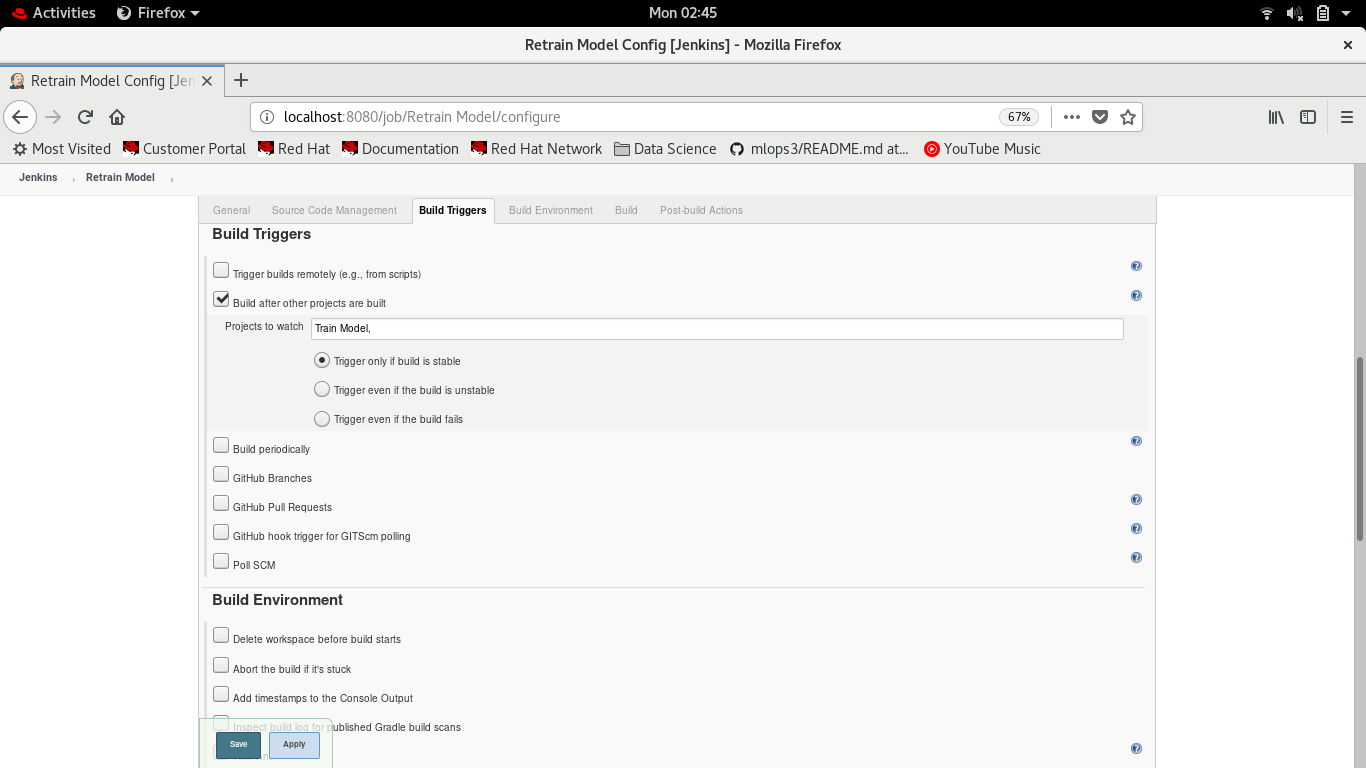 Activities Firefox Mon 02:45
Retrain Model Config [Jenkins] - Mozilla Firefox ×
Retrain Model Config [Jen
localhost:8080/job/Retrain Model/configure 67%
Most Visited Customer Portal Red Hat Documentation Red Hat Network Data Science mlops3/README.md at... YouTube Music
Jenkins Retrain Model
General Source Code Management Build Triggers Build Environment Build Post-build Actions
Build Triggers
Trigger builds remotely (e.g., from scripts)
Build after other projects are built
Projects to watch Train Model,
Trigger only if build is stable
Trigger even if the build is unstable
Trigger even if the build fails
Build periodically
GitHub Branches
GitHub Pull Requests
GitHub hook trigger for GITScm polling
Poll SCM
Build Environment
Delete workspace before build starts
Abort the build if it's stuck
Add timestamps to the Console Output
Inspect build log for published Gradle build scans
Save Apply